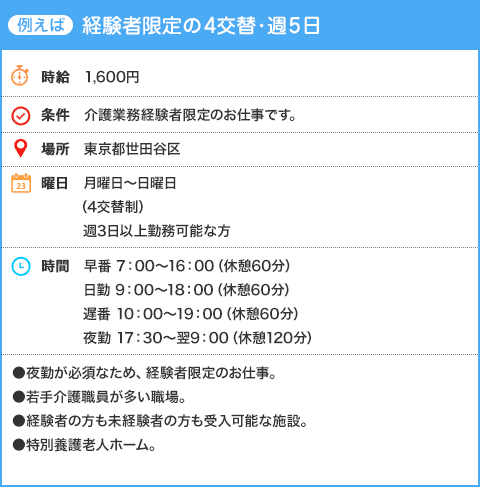 例えば 経験者限定の4交替・週5日
時給 1,600円
条件 介護業務経験者限定のお仕事です。
場所 東京都世田谷区
23 曜日 月曜日～日曜日
（4交替制）
週3日以上勤務可能な方
時間 早番 7：00～16：00（休憩60分）
日勤 9：00～18：00（休憩60分）
遅番 10：00～19：00（休憩60分）
夜勤 17：30～翌9：00（休憩120分）
●夜勤が必須なため、経験者限定のお仕事。
●若手介護職員が多い職場。
●経験者の方も未経験者の方も受入可能な施設。
●特別養護老人ホーム。